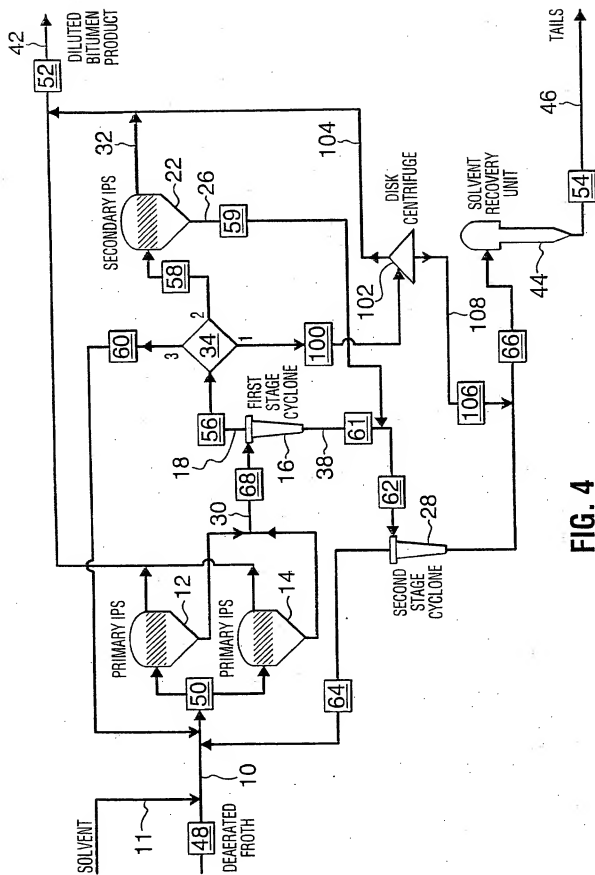 SOLVENT
11
48
DEAERATED
FROTH
10
50
PRIMARY IPS
12
PRIMARY IPS
14
30
68
60
64
FIRST
STAGE
CYCLONE
18
16
56
38
61
62
SECOND
STAGE
CYCLONE
28
3
2
34
1
58
SECONDARY IPS
22
26
59
32
100
102
DISK
CENTRIFUGE
104
106
108
66
SOLVENT
RECOVERY
UNIT
44
54
46
TAILS
42
52
DILUTED
BITUMEN
PRODUCT
FIG. 4